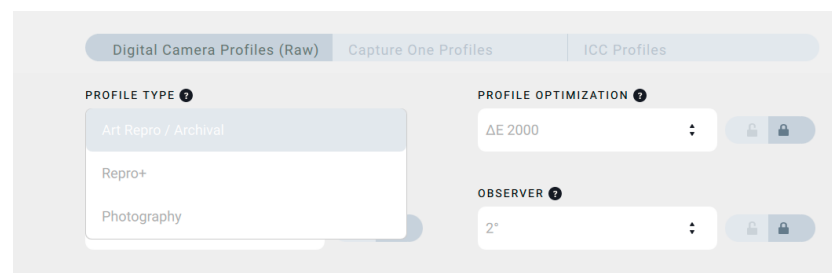 Digital Camera Profiles (Raw) Capture One Profiles ICC Profiles
PROFILE TYPE ?
Art Repro / Archival
Repro+
Photography
PROFILE OPTIMIZATION ?
ΔE 2000
OBSERVER ?
2°